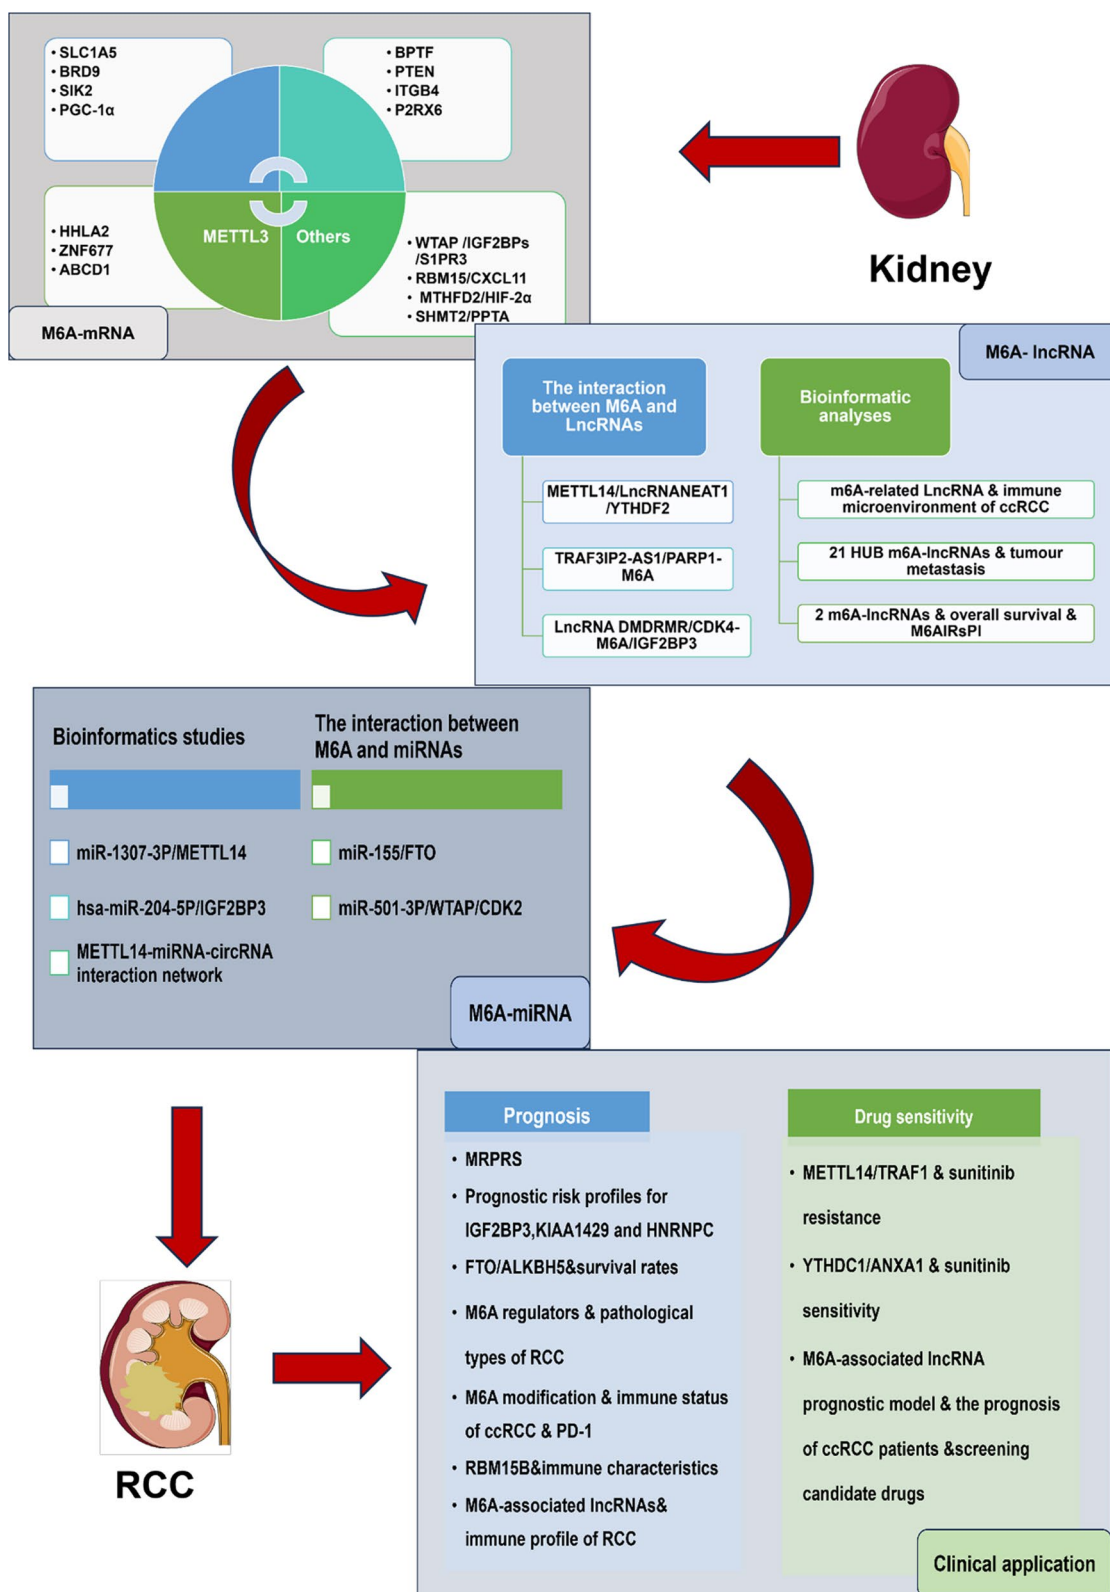 • SLC1A5
• BRD9
• SIK2
• PGC-1α
• BPTF
• PTEN
• ITGB4
• P2RX6
METTL3
Others
• HHLA2
• ZNF677
• ABCD1
• WTAP /IGF2BPs
/S1PR3
• RBM15/CXCL11
• MTHFD2/HIF-2α
• SHMT2/PPTA
M6A-mRNA
Kidney
M6A- lncRNA
The interaction
between M6A and
LncRNAs
METTL14/LncRNANEAT1
/YTHDF2
TRAF3IP2-AS1/PARP1-
M6A
LncRNA DMDRMR/CDK4-
M6A/IGF2BP3
Bioinformatic
analyses
m6A-related LncRNA & immune
microenvironment of ccRCC
21 HUB m6A-lncRNAs & tumour
metastasis
2 m6A-lncRNAs & overall survival &
M6AlRsPI
Bioinformatics studies
miR-1307-3P/METTL14
hsa-miR-204-5P/IGF2BP3
METTL14-miRNA-circRNA
interaction network
The interaction between
M6A and miRNAs
miR-155/FTO
miR-501-3P/WTAP/CDK2
M6A-miRNA
RCC
Prognosis
• MRPRS
• Prognostic risk profiles for
IGF2BP3,KIAA1429 and HNRNPC
• FTO/ALKBH5&survival rates
• M6A regulators & pathological
types of RCC
• M6A modification & immune status
of ccRCC & PD-1
• RBM15B&immune characteristics
• M6A-associated lncRNAs&
immune profile of RCC
Drug sensitivity
• METTL14/TRAF1 & sunitinib
resistance
• YTHDC1/ANXA1 & sunitinib
sensitivity
• M6A-associated lncRNA
prognostic model & the prognosis
of ccRCC patients &screening
candidate drugs
Clinical application